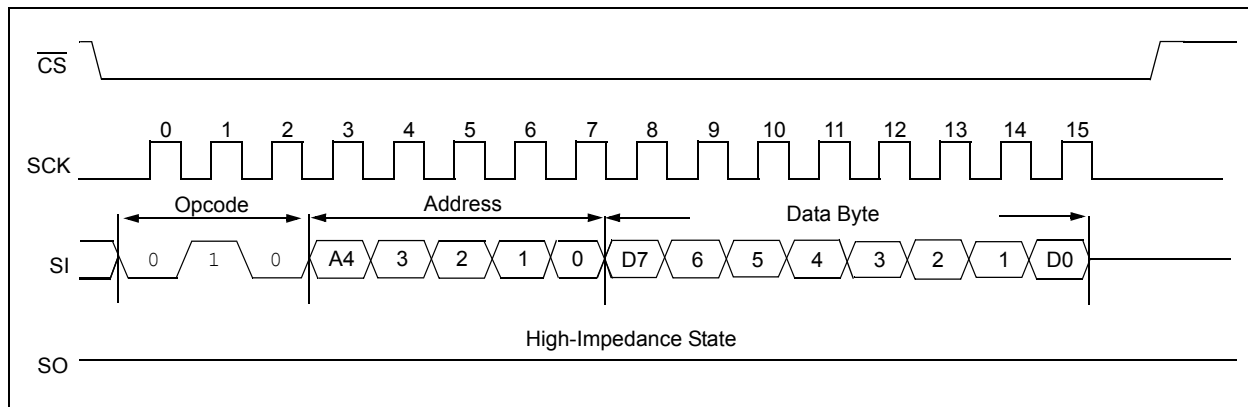 CS
0 1 2 3 4 5 6 7 8 9 10 11 12 13 14 15
SCK
Opcode Address Data Byte
SI 0 1 0 A4 3 2 1 0 D7 6 5 4 3 2 1 D0
High-Impedance State
SO